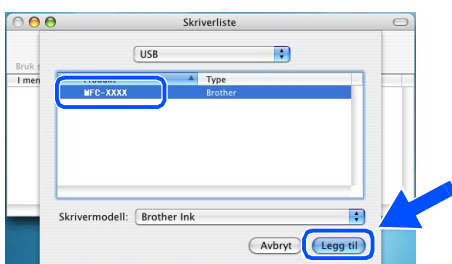 Skriverliste
USB
Bruk
I men
Produkt Type
MFC-XXXX Brother
Skrivermodell: Brother Ink
Avbryt Legg til